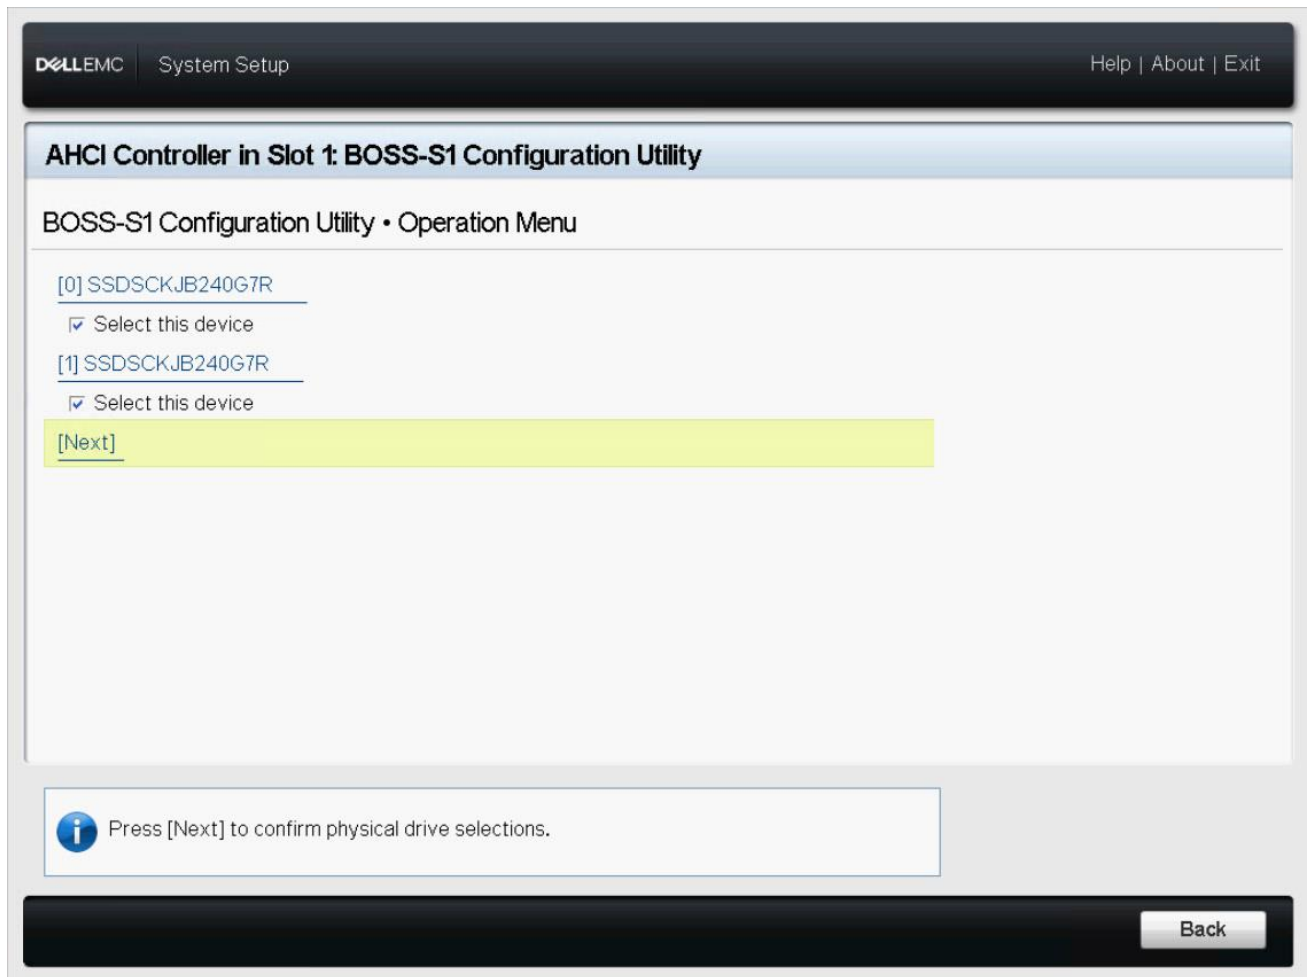 DELLEMC System Setup Help | About | Exit
AHCI Controller in Slot 1: BOSS-S1 Configuration Utility
BOSS-S1 Configuration Utility • Operation Menu
[0] SSDSCKJB240G7R
Select this device
[1] SSDSCKJB240G7R
Select this device
[Next]
Press [Next] to confirm physical drive selections.
Back